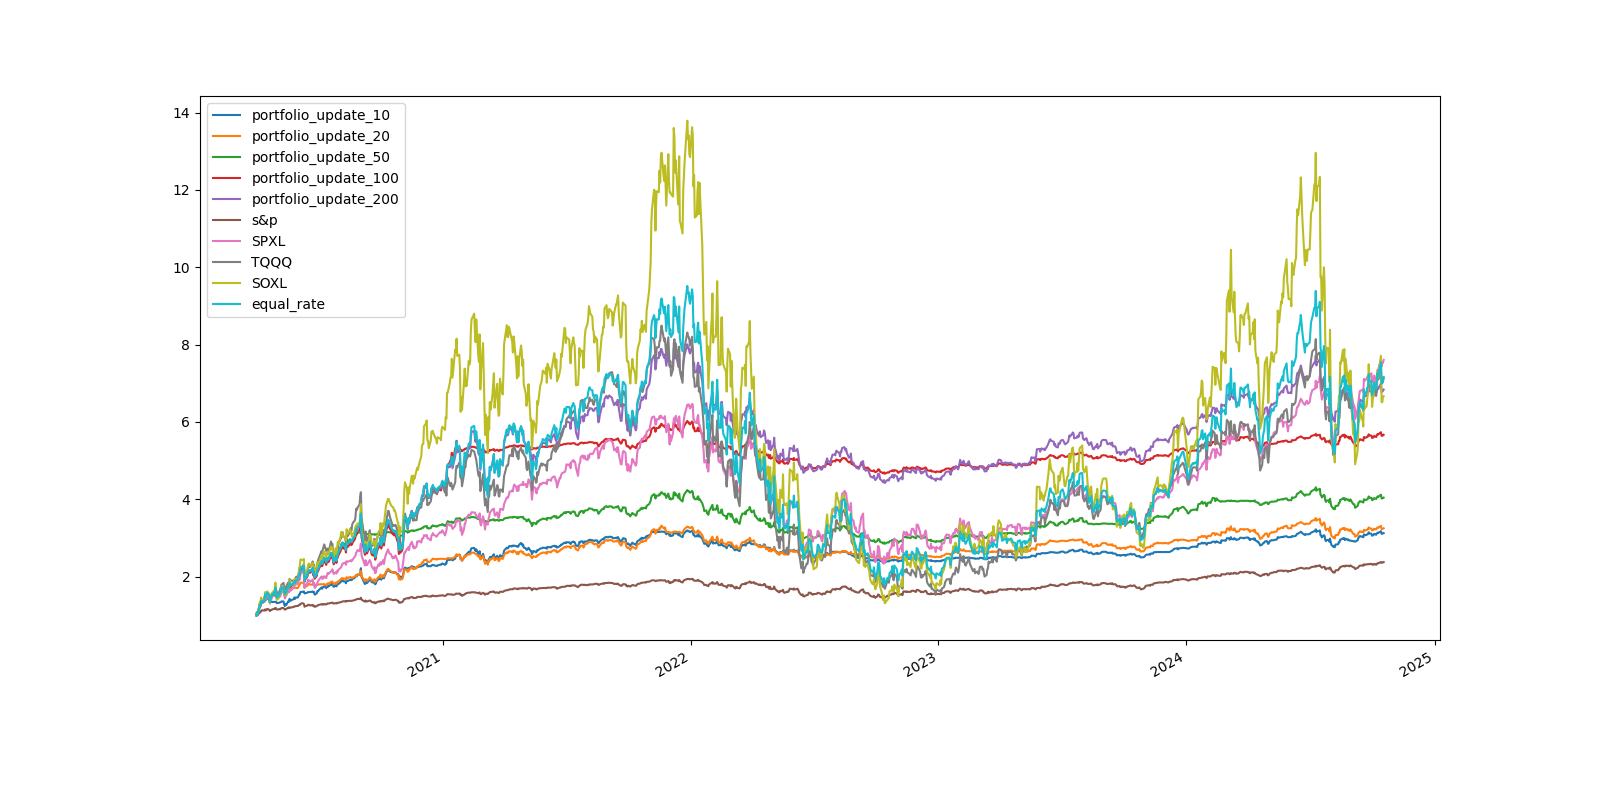 portfolio_update_10
portfolio_update_20
portfolio_update_50
portfolio_update_100
portfolio_update_200
s&p
SPXL
TQQQ
SOXL
equal_rate
14
12
10
8
6
4
2
2021
2022
2023
2024
2025